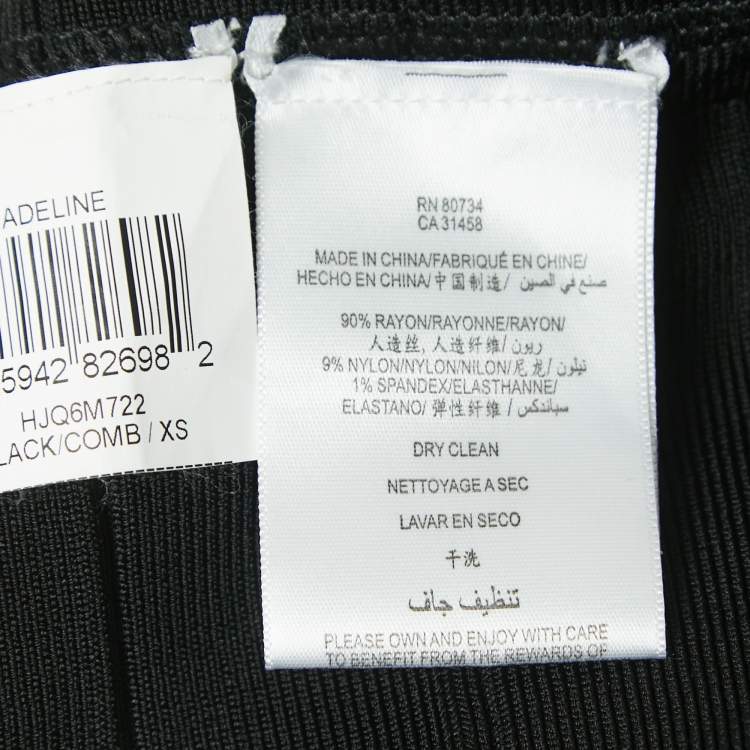 ADELINE
5942 82698 2
HJQ6M722
LACK/COMB / XS
RN 80734
CA 31458
MADE IN CHINA/FABRIQUÉ EN CHINE/
HECHO EN CHINA/中国制造/ صنع في الصين
90% RAYON/RAYONNE/RAYON/
人造丝, 人造纤维/ ريون/
9% NYLON/NYLON/NILON/尼龙/ نيلون/
1% SPANDEX/ELASTHANNE/
ELASTANO/ 弹性纤维/ سباندكس
DRY CLEAN
NETTOYAGE A SEC
LAVAR EN SECO
干洗
تنظيف جاف
PLEASE OWN AND ENJOY WITH CARE
TO BENEFIT FROM THE REWARDS OF